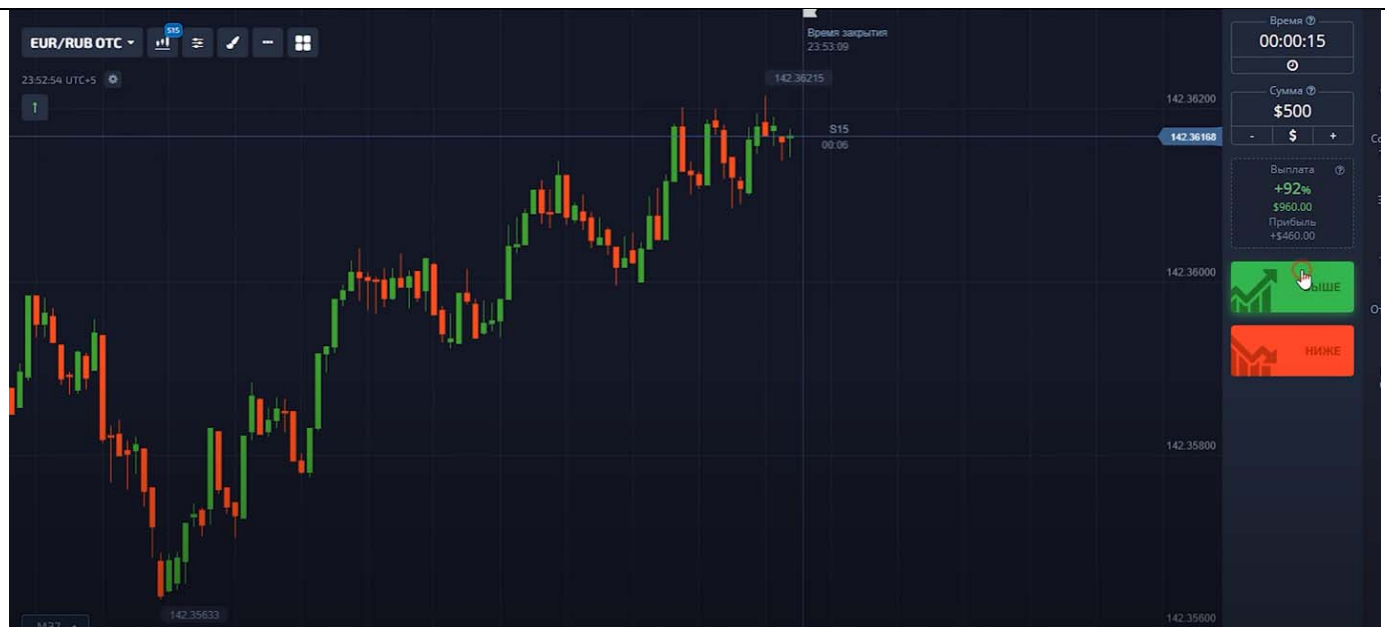 EUR/RUB OTC
S15
23:52:54 UTC+5
Время закрытия
23:53:09
142.36215
S15
00:06
142.36200
142.36168
142.36000
142.35800
142.35600
142.35633
Время
00:00:15
Сумма
$500
- $ +
Выплата
+92%
$960.00
Прибыль
+$460.00
НИЖЕ